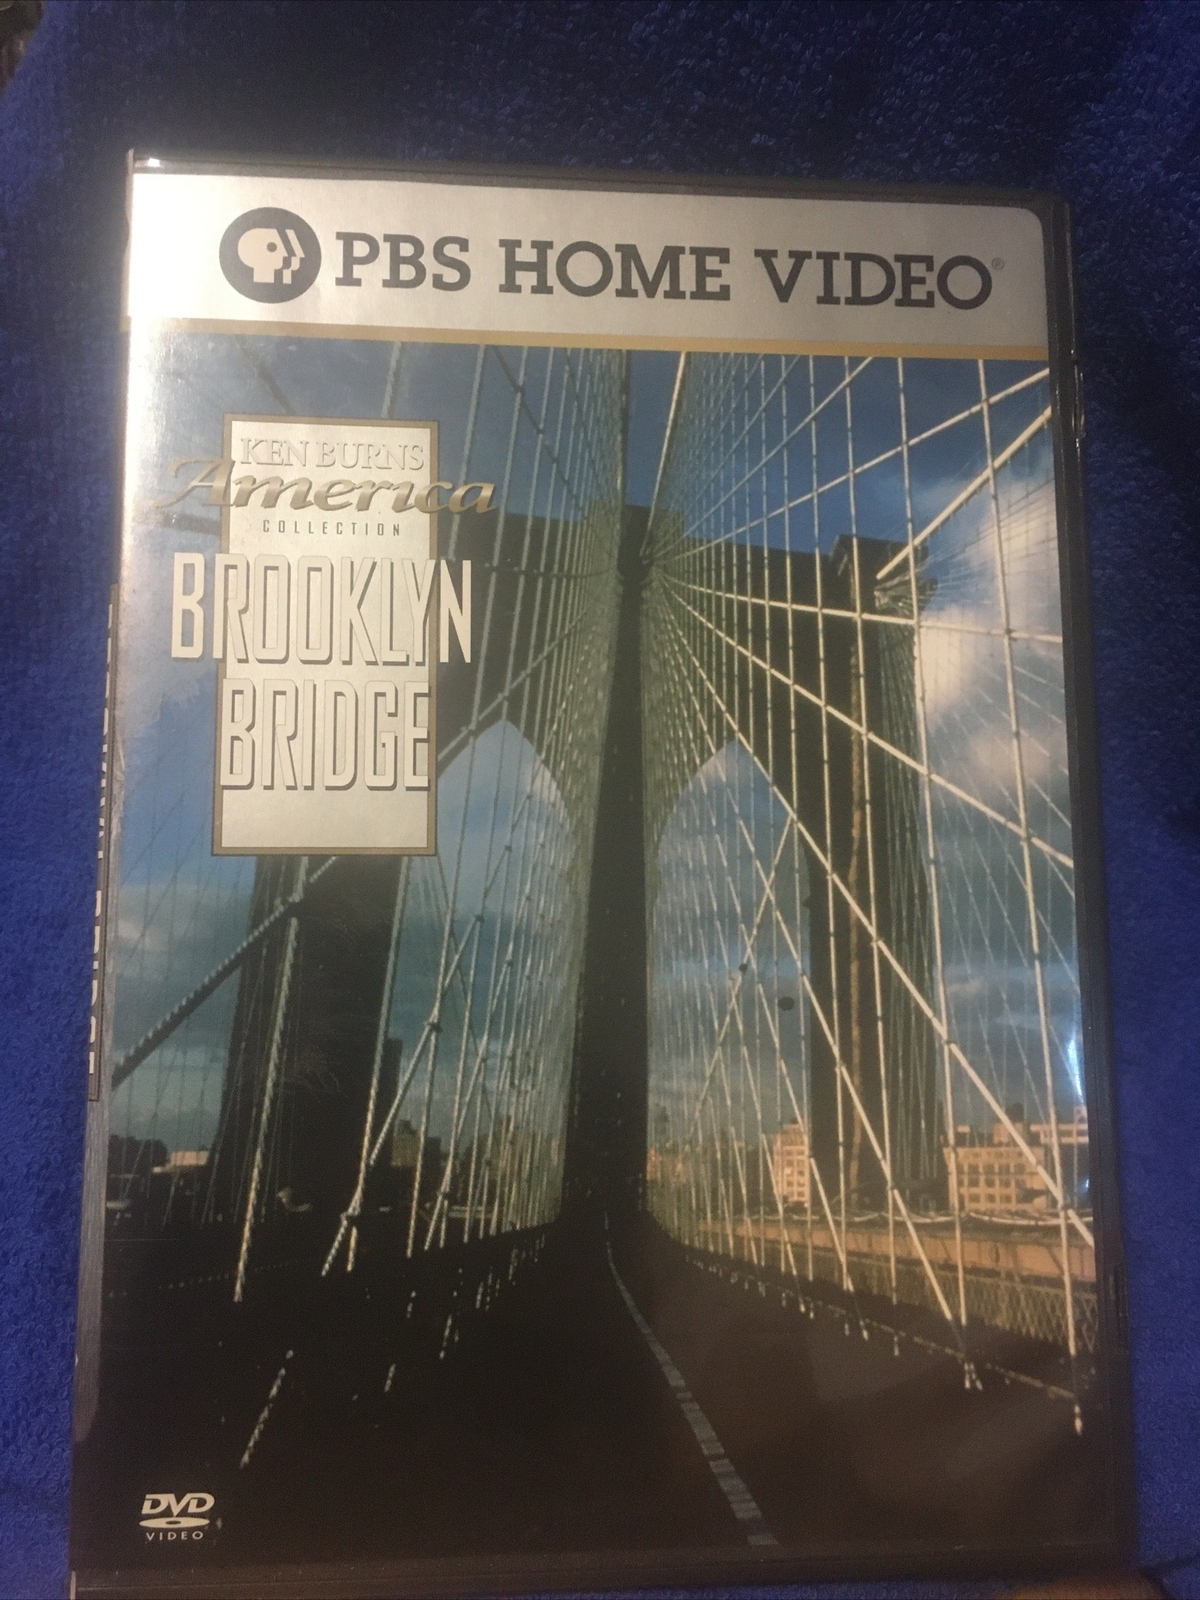 PBS HOME VIDEO®
KEN BURNS
America
COLLECTION
BROOKLYN
BRIDGE
DVD
VIDEO